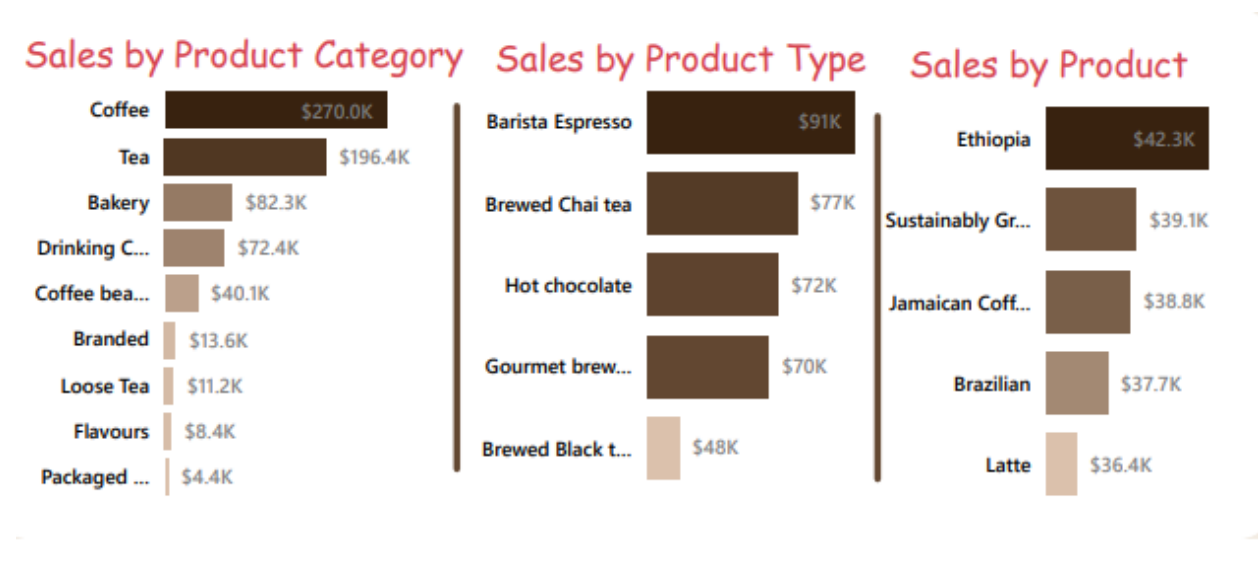 Sales by Product Category
Coffee $270.0K
Tea $196.4K
Bakery $82.3K
Drinking C... $72.4K
Coffee bea... $40.1K
Branded $13.6K
Loose Tea $11.2K
Flavours $8.4K
Packaged ... $4.4K
Sales by Product Type
Barista Espresso $91K
Brewed Chai tea $77K
Hot chocolate $72K
Gourmet brew... $70K
Brewed Black t... $48K
Sales by Product
Ethiopia $42.3K
Sustainably Gr... $39.1K
Jamaican Coff... $38.8K
Brazilian $37.7K
Latte $36.4K